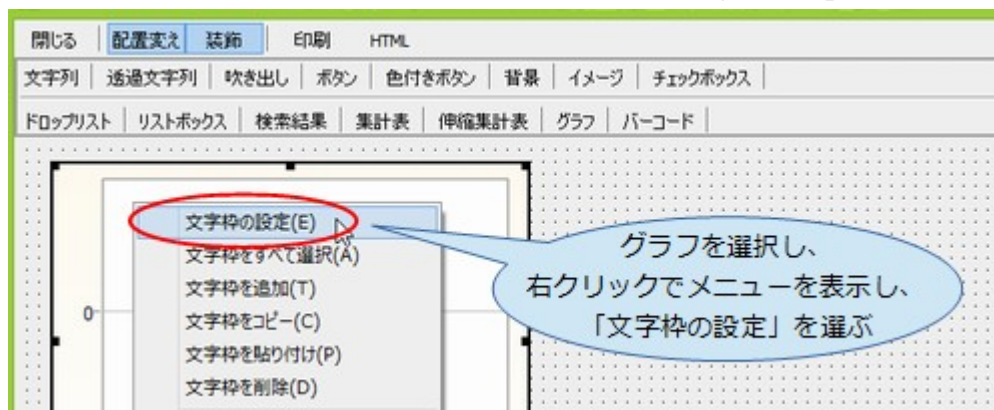 閉じる 配置変え 装飾 印刷 HTML
文字列 透過文字列 吹き出し ボタン 色付きボタン 背景 イメージ チェックボックス
ドロップリスト リストボックス 検索結果 集計表 伸縮集計表 グラフ バーコード
文字枠の設定(E)
文字枠をすべて選択(A)
文字枠を追加(T)
文字枠をコピー(C)
文字枠を貼り付け(P)
文字枠を削除(D)
0
グラフを選択し、
右クリックでメニューを表示し、
「文字枠の設定」を選ぶ